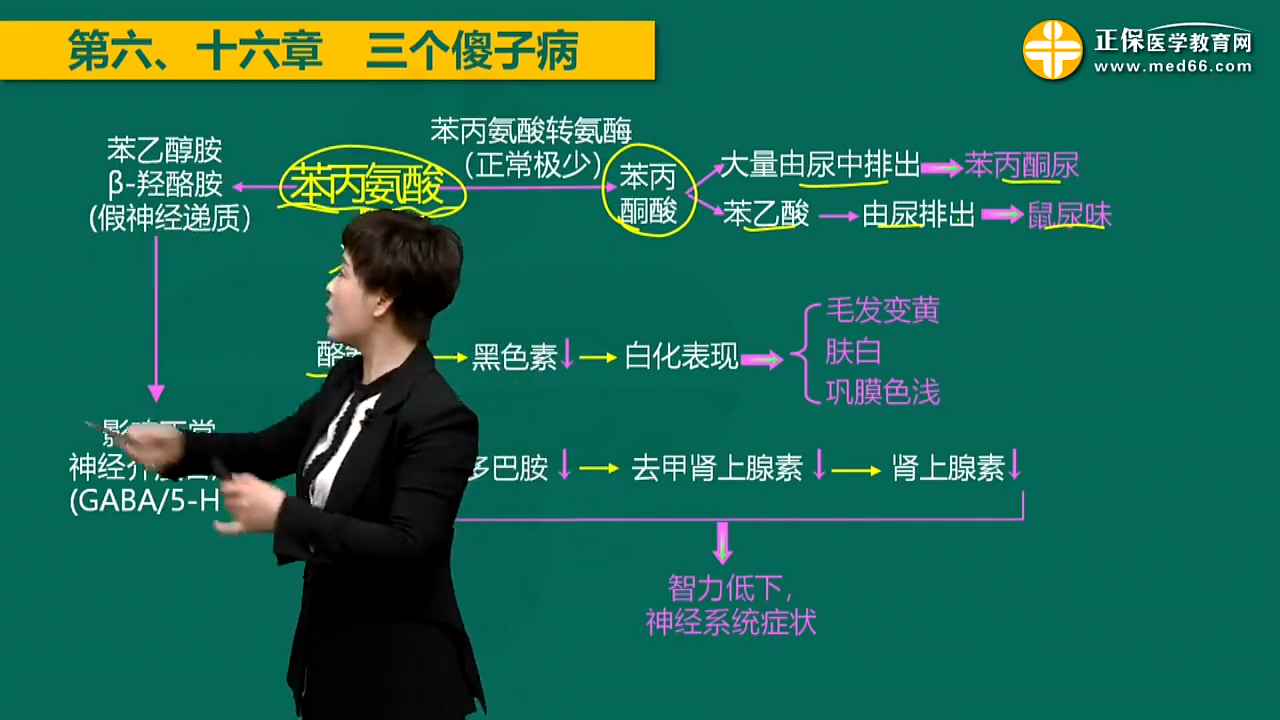 第六、十六章 三个傻子病
正保医学教育网
www.med66.com
苯乙醇胺
β-羟酪胺
(假神经递质)
苯丙氨酸
苯丙氨酸转氨酶
(正常极少)
苯丙
酮酸
大量由尿中排出
苯丙酮尿
苯乙酸
由尿排出
鼠尿味
酪
黑色素↓
白化表现
毛发变黄
肤白
巩膜色浅
神经介
(GABA/5-H
多巴胺↓
去甲肾上腺素↓
肾上腺素↓
智力低下,
神经系统症状